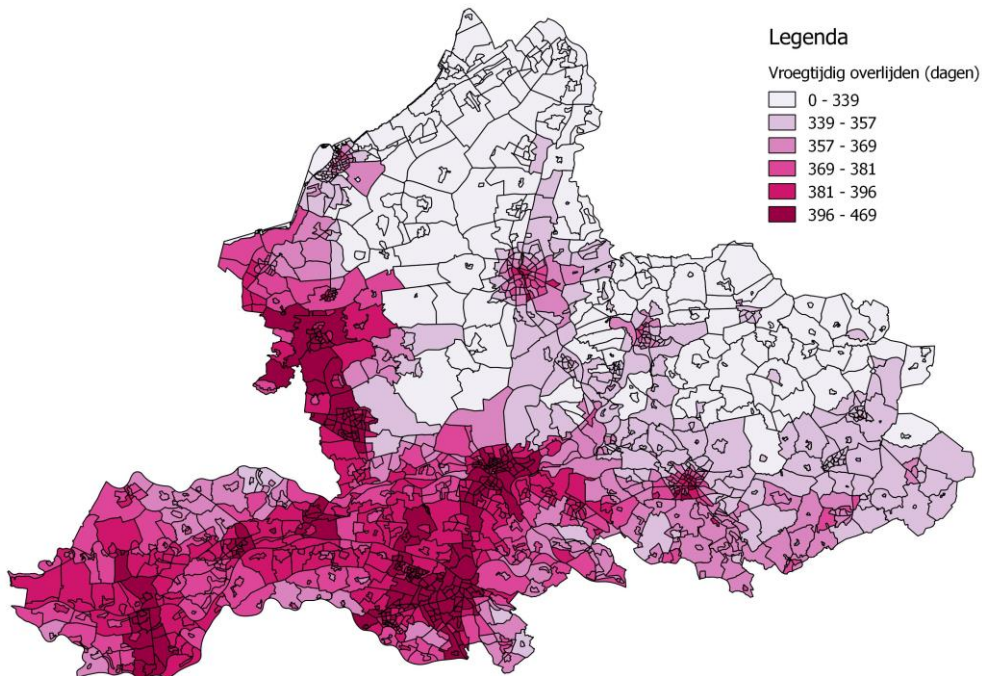 Legenda
Vroegtijdig overlijden (dagen)
0 - 339
339 - 357
357 - 369
369 - 381
381 - 396
396 - 469